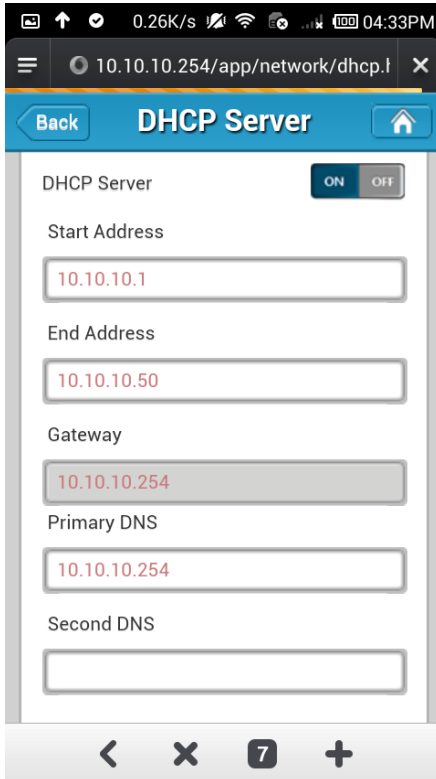 0.26K/s 100 04:33PM
10.10.10.254/app/network/dhcp.h
Back DHCP Server
DHCP Server ON OFF
Start Address
10.10.10.1
End Address
10.10.10.50
Gateway
10.10.10.254
Primary DNS
10.10.10.254
Second DNS
7